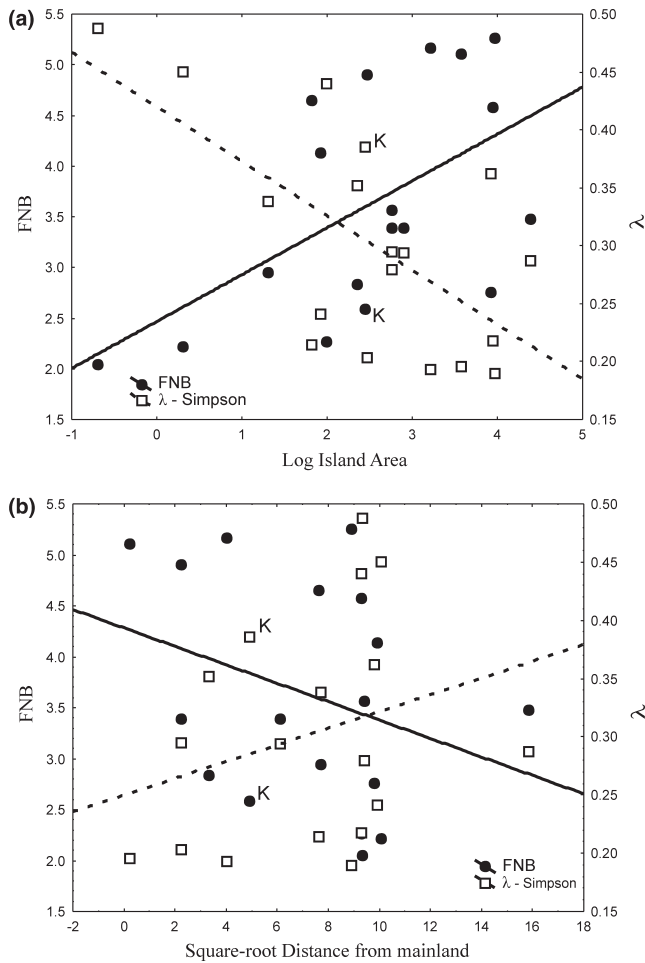 (a)
5.5
5.0
4.5
4.0
3.5
3.0
2.5
2.0
1.5
FNB
0.50
0.45
0.40
0.35
0.30
0.25
0.20
0.15
λ
K
K
FNB
λ - Simpson
-1 0 1 2 3 4 5
Log Island Area
(b)
5.5
5.0
4.5
4.0
3.5
3.0
2.5
2.0
1.5
FNB
0.50
0.45
0.40
0.35
0.30
0.25
0.20
0.15
λ
K
K
FNB
λ - Simpson
-2 0 2 4 6 8 10 12 14 16 18
Square-root Distance from mainland